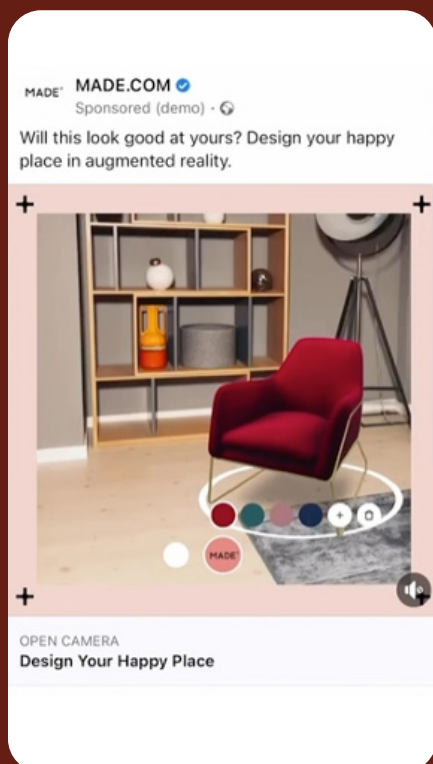 MADE
MADE.COM
Sponsored (demo) ·
Will this look good at yours? Design your happy
place in augmented reality.
MADE
OPEN CAMERA
Design Your Happy Place